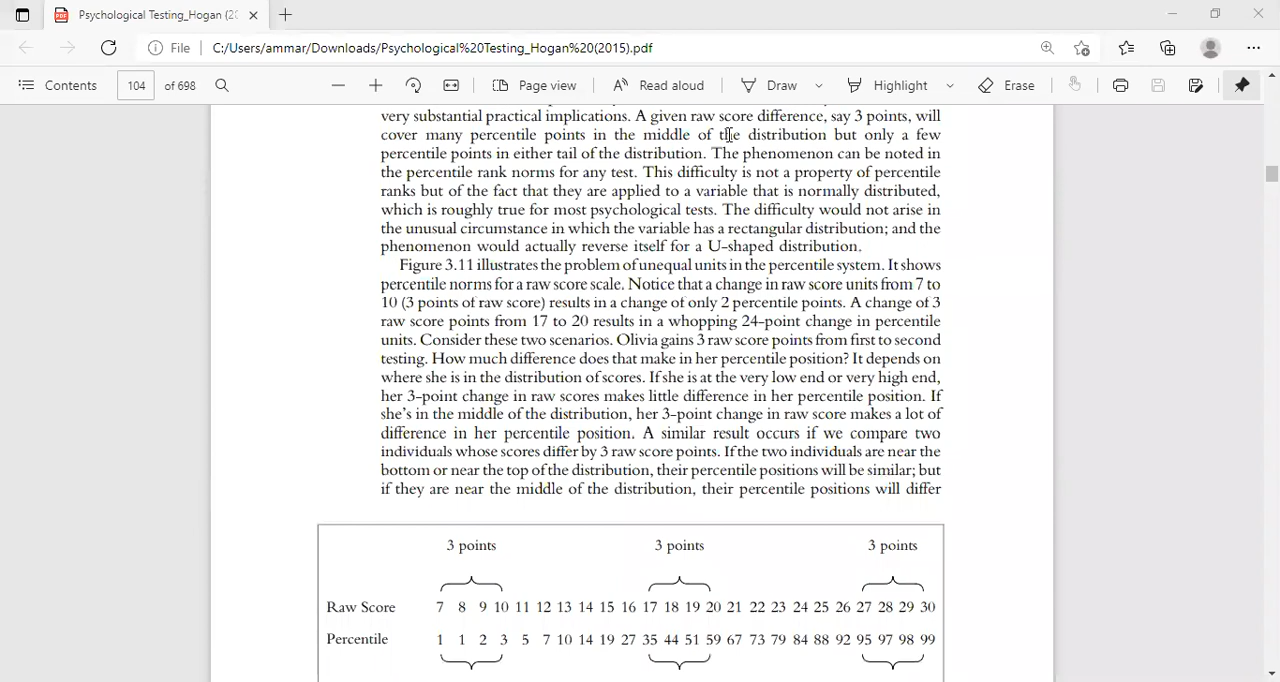 Psychological Testing_Hogan (20
File
C:/Users/ammar/Downloads/Psychological%20Testing_Hogan%20(2015).pdf
Contents
104
of 698
Page view
Read aloud
Draw
Highlight
Erase
very substantial practical implications. A given raw score difference, say 3 points, will
cover many percentile points in the middle of the distribution but only a few
percentile points in either tail of the distribution. The phenomenon can be noted in
the percentile rank norms for any test. This difficulty is not a property of percentile
ranks but of the fact that they are applied to a variable that is normally distributed,
which is roughly true for most psychological tests. The difficulty would not arise in
the unusual circumstance in which the variable has a rectangular distribution; and the
phenomenon would actually reverse itself for a U-shaped distribution.
Figure 3.11 illustrates the problem of unequal units in the percentile system. It shows
percentile norms for a raw score scale. Notice that a change in raw score units from 7 to
10 (3 points of raw score) results in a change of only 2 percentile points. A change of 3
raw score points from 17 to 20 results in a whopping 24-point change in percentile
units. Consider these two scenarios. Olivia gains 3 raw score points from first to second
testing. How much difference does that make in her percentile position? It depends on
where she is in the distribution of scores. If she is at the very low end or very high end,
her 3-point change in raw scores makes little difference in her percentile position. If
she's in the middle of the distribution, her 3-point change in raw score makes a lot of
difference in her percentile position. A similar result occurs if we compare two
individuals whose scores differ by 3 raw score points. If the two individuals are near the
bottom or near the top of the distribution, their percentile positions will be similar; but
if they are near the middle of the distribution, their percentile positions will differ
3 points 3 points 3 points
Raw Score 7 8 9 10 11 12 13 14 15 16 17 18 19 20 21 22 23 24 25 26 27 28 29 30
Percentile 1 1 2 3 5 7 10 14 19 27 35 44 51 59 67 73 79 84 88 92 95 97 98 99